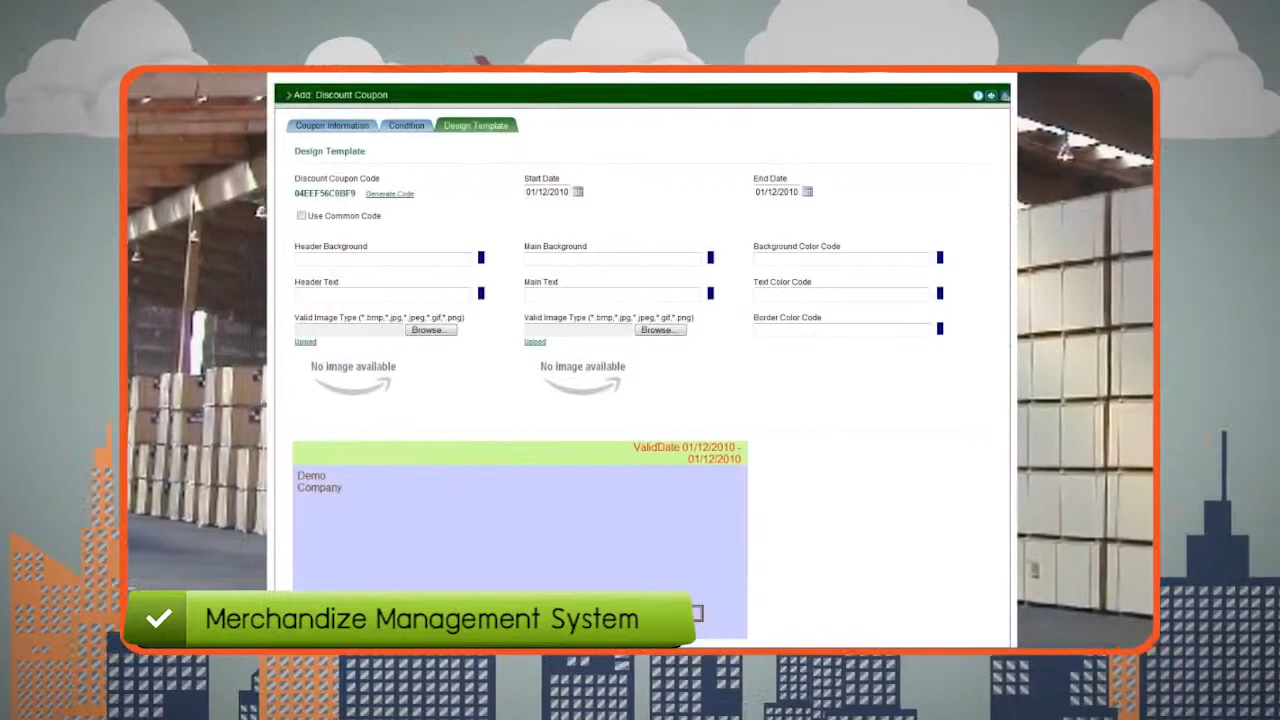 Add: Discount Coupon
Coupon Information Condition Design Template
Design Template
Discount Coupon Code Start Date End Date
04EEF56C0BF9 Generate Code 01/12/2010 01/12/2010
Use Common Code
Header Background Main Background Background Color Code
Header Text Main Text Text Color Code
Valid Image Type (*.bmp,*.jpg,*.jpeg,*.gif,*.png) Valid Image Type (*.bmp,*.jpg,*.jpeg,*.gif,*.png) Border Color Code
Browse... Browse...
Upload Upload
No image available No image available
ValidDate 01/12/2010 -
01/12/2010
Demo
Company
Merchandize Management System